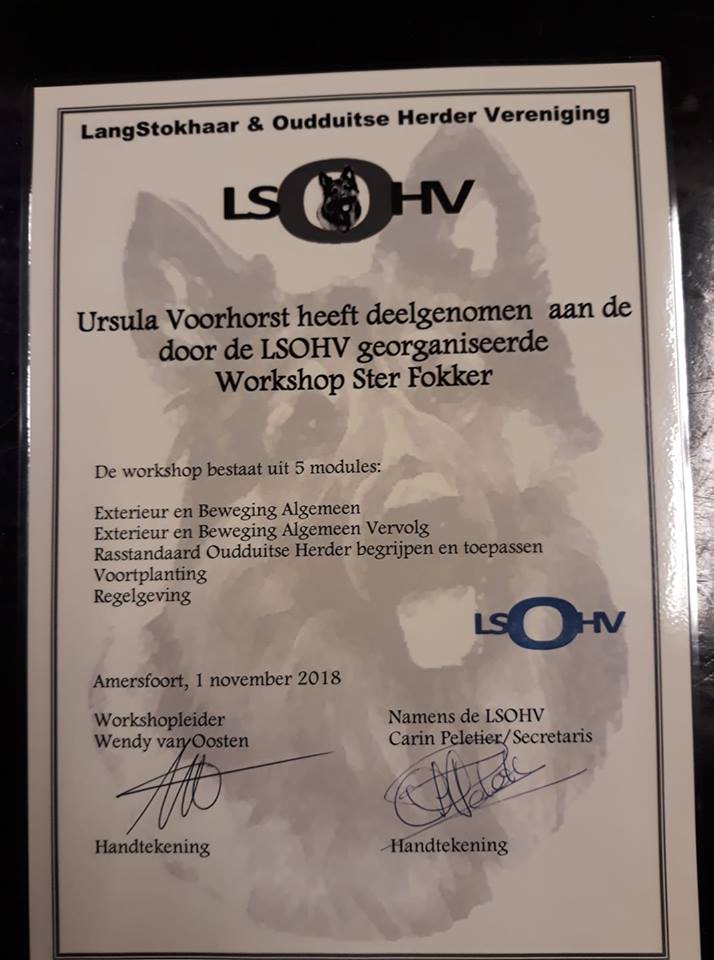 LangStokhaar & Oudduitse Herder Vereniging
LSOHV
Ursula Voorhorst heeft deelgenomen aan de
door de LSOHV georganiseerde
Workshop Ster Fokker
De workshop bestaat uit 5 modules:
Exterieur en Beweging Algemeen
Exterieur en Beweging Algemeen Vervolg
Rasstandaard Oudduitse Herder begrijpen en toepassen
Voortplanting
Regelgeving
LSOHV
Amersfoort, 1 november 2018
Workshopleider
Wendy van Oosten
Handtekening
Namens de LSOHV
Carin Peletier/Secretaris
Handtekening